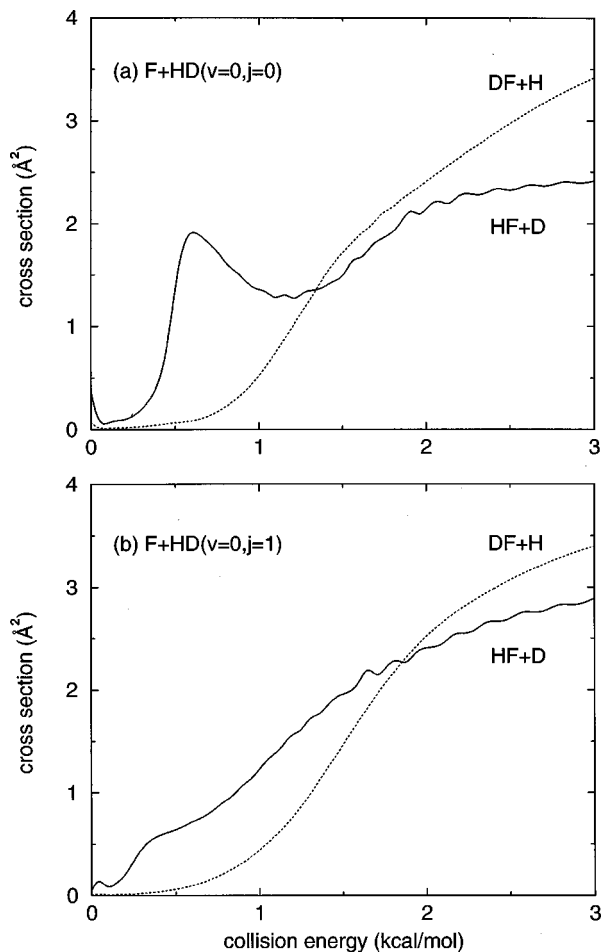 4
3
2
1
0
cross section (Å²)
(a) F+HD(v=0,j=0)
DF+H
HF+D
0 1 2 3
4
3
2
1
0
cross section (Å²)
(b) F+HD(v=0,j=1)
DF+H
HF+D
0 1 2 3
collision energy (kcal/mol)